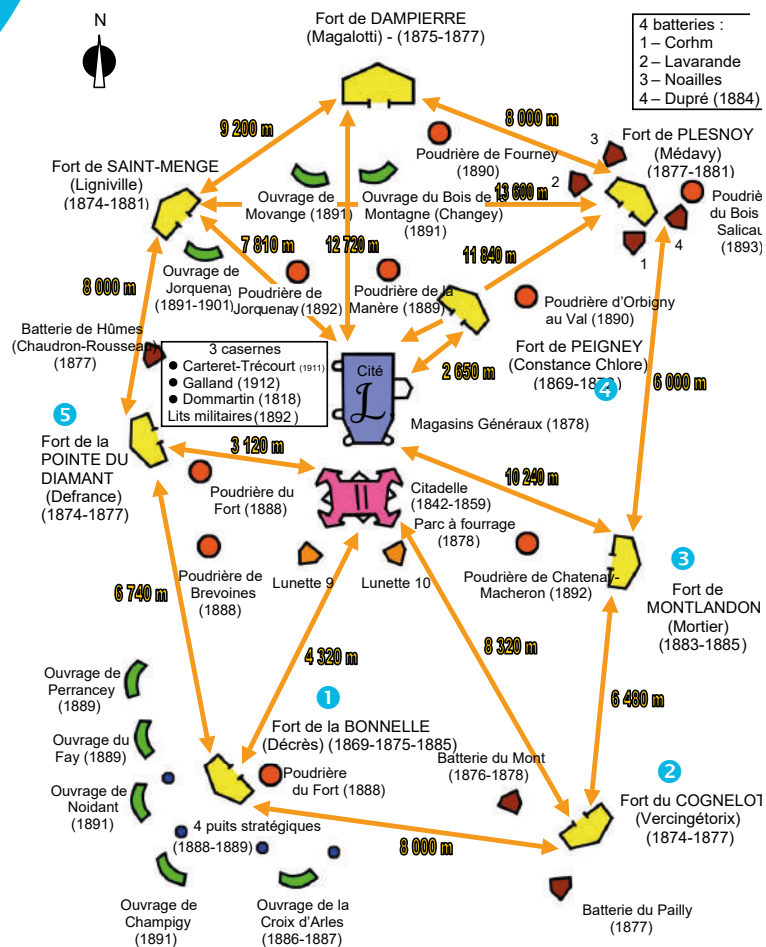 N
Fort de DAMPIERRE
(Magalotti) - (1875-1877)
4 batteries :
1 – Corhm
2 – Lavarande
3 – Noailles
4 – Dupré (1884)
9 200 m
8 000 m
Poudrière de Fourney
(1890)
3
Fort de PLESNOY
(Médavy)
(1877-1881)
Fort de SAINT-MENGE
(Ligniville)
(1874-1881)
2
Ouvrage de
Movange (1891)
Ouvrage du Bois de la
Montagne (Changey)
(1891)
13 600 m
Poudrière
du Bois
Salicau
(1893)
4
1
7 810 m
12 720 m
11 840 m
8 000 m
Ouvrage de
Jorquenay
(1891-1901)
Poudrière de
Jorquenay (1892)
Poudrière de la
Manère (1889)
Poudrière d'Orbigny
au Val (1890)
Batterie de Hûmes
(Chaudron-Rousseau)
(1877)
3 casernes
● Carteret-Trécourt (1911)
● Galland (1912)
● Dommartin (1818)
Lits militaires (1892)
Cité
L
2 650 m
Fort de PEIGNEY
(Constance Chlore)
4
6 000 m
Magasins Généraux (1878)
5
Fort de la
POINTE DU
DIAMANT
(Defrance)
(1874-1877)
3 120 m
10 240 m
Poudrière du
Fort (1888)
Citadelle
(1842-1859)
Parc à fourrage
(1878)
Poudrière de
Brevoines
(1888)
Lunette 9
Lunette 10
Poudrière de Chatenay-
Macheron (1892)
3
Fort de
MONTLANDON
(Mortier)
(1883-1885)
6 740 m
4 320 m
8 320 m
6 480 m
Ouvrage de
Perrancey
(1889)
Ouvrage du
Fay (1889)
Ouvrage de
Noidant
(1891)
1
Fort de la BONNELLE
(Décrès) (1869-1875-1885)
Poudrière
du Fort (1888)
Batterie du Mont
(1876-1878)
2
Fort du COGNELOT
(Vercingétorix)
(1874-1877)
4 puits stratégiques
(1888-1889)
8 000 m
Ouvrage de
Champigy
(1891)
Ouvrage de la
Croix d'Arles
(1886-1887)
Batterie du Pailly
(1877)